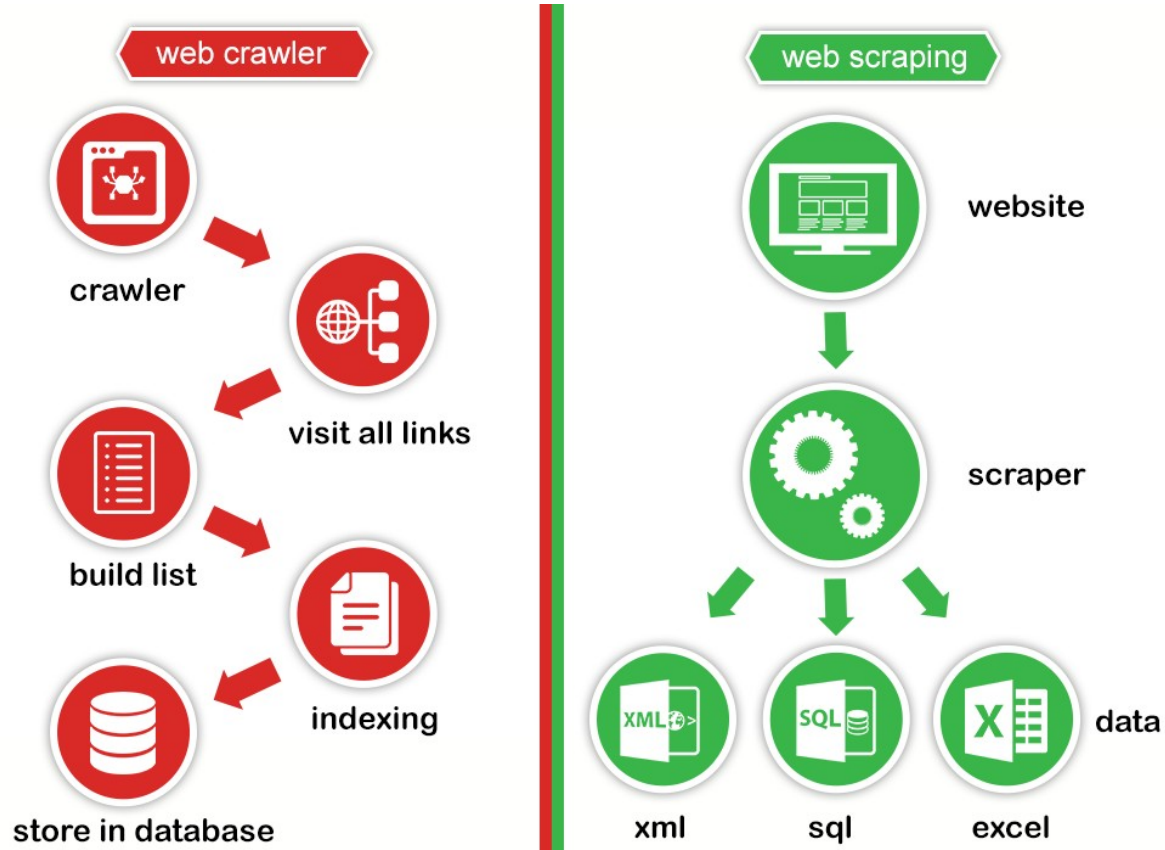 web crawler
crawler
visit all links
build list
indexing
store in database
web scraping
website
scraper
XML
SQL
X
data
xml
sql
excel